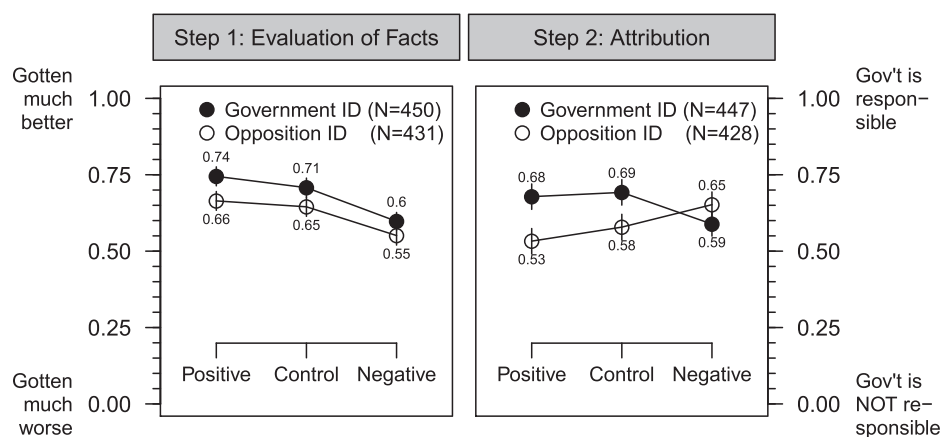 Step 1: Evaluation of Facts
Step 2: Attribution
Gotten
much
better
1.00
0.75
0.50
0.25
0.00
Gotten
much
worse
Government ID (N=450)
Opposition ID (N=431)
0.74
0.71
0.6
0.66
0.65
0.55
Positive Control Negative
Government ID (N=447)
Opposition ID (N=428)
0.68
0.69
0.65
0.53
0.58
0.59
Positive Control Negative
Gov't is
respon−
sible
1.00
0.75
0.50
0.25
0.00
Gov't is
NOT re−
sponsible